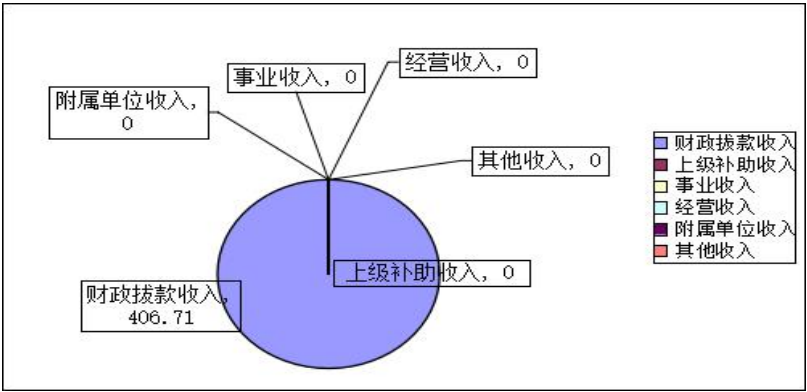 经营收入, 0
事业收入, 0
附属单位收入,
0
其他收入, 0
上级补助收入, 0
财政拔款收入,
406.71
财政拔款收入
上级补助收入
事业收入
经营收入
附属单位收入
其他收入